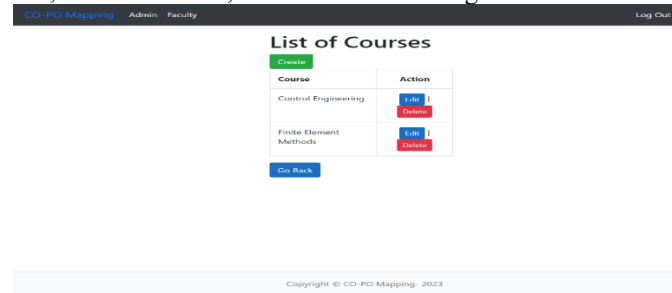 CO-PO Mapping Admin Faculty Log Out
List of Courses
Create
Course Action
Control Engineering Edit |
Delete
Finite Element Edit |
Methods Delete
Go Back
Copyright © CO-PO Mapping- 2023